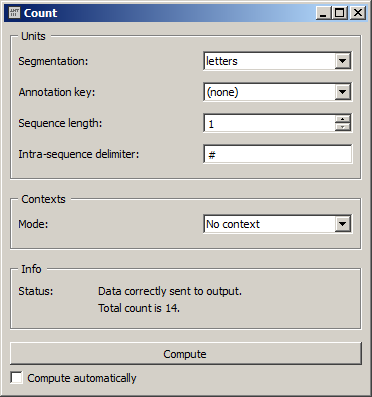 Count
Units
Segmentation: letters
Annotation key: (none)
Sequence length: 1
Intra-sequence delimiter: #
Contexts
Mode: No context
Info
Status: Data correctly sent to output.
Total count is 14.
Compute
Compute automatically